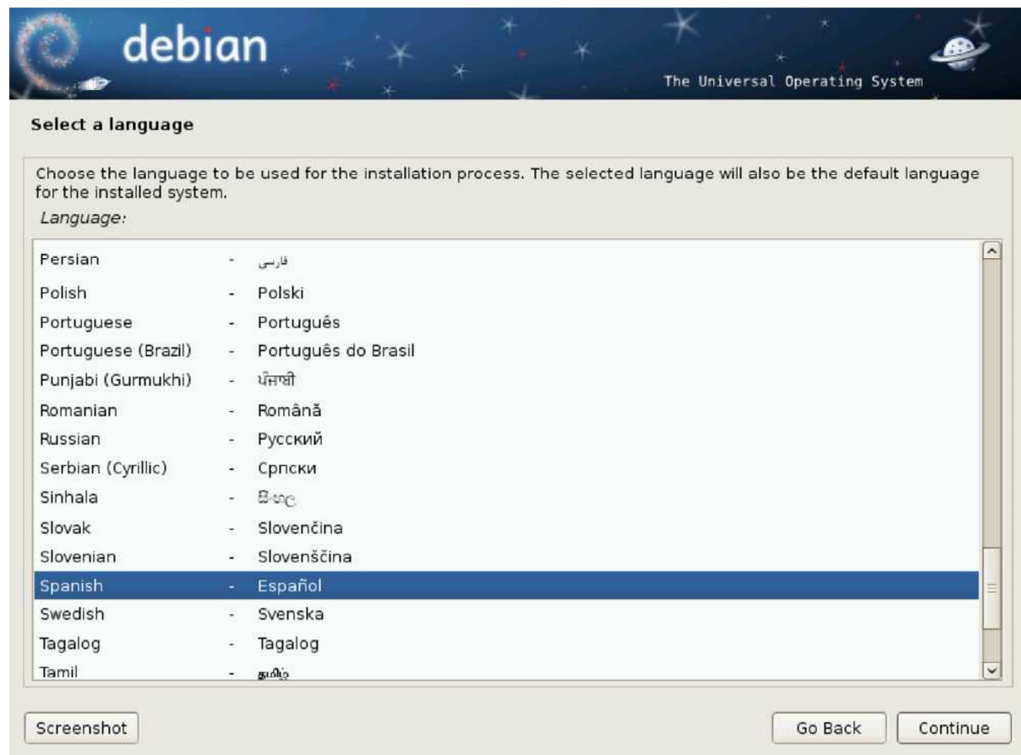 debian
The Universal Operating System
Select a language
Choose the language to be used for the installation process. The selected language will also be the default language
for the installed system.
Language:
Persian - فارسی
Polish - Polski
Portuguese - Português
Portuguese (Brazil) - Português do Brasil
Punjabi (Gurmukhi) - ਪੰਜਾਬੀ
Romanian - Română
Russian - Русский
Serbian (Cyrillic) - Српски
Sinhala - සිංහල
Slovak - Slovenčina
Slovenian - Slovenščina
Spanish - Español
Swedish - Svenska
Tagalog - Tagalog
Tamil - தமிழ்
Screenshot Go Back Continue